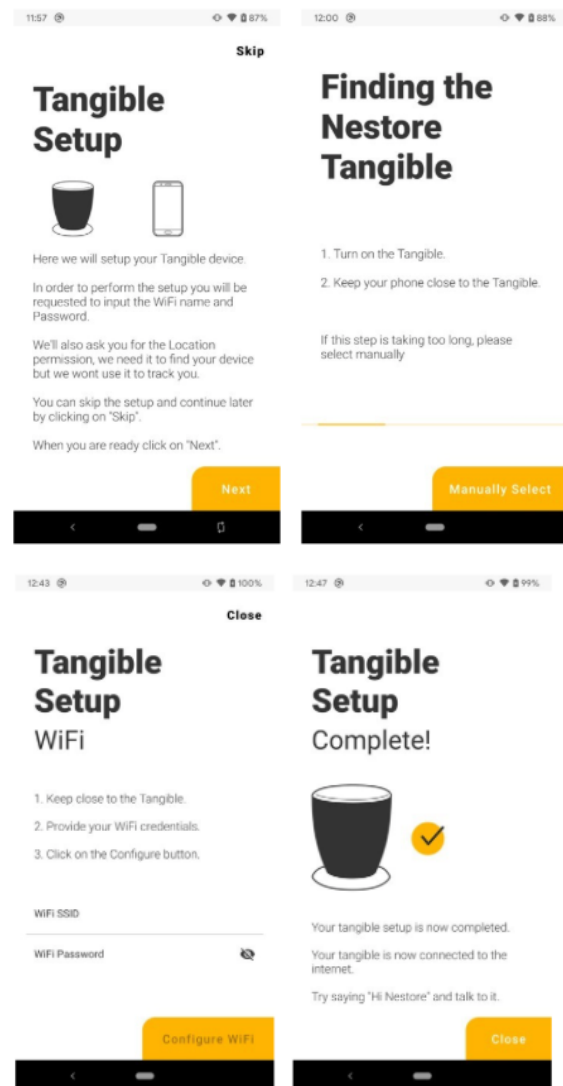 11:57
87%
Skip
Tangible
Setup
Here we will setup your Tangible device.
In order to perform the setup you will be
requested to input the WiFi name and
Password.
We'll also ask you for the Location
permission, we need it to find your device
but we wont use it to track you.
You can skip the setup and continue later
by clicking on "Skip".
When you are ready click on "Next".
Next
12:00
88%
Finding the
Nestore
Tangible
1. Turn on the Tangible.
2. Keep your phone close to the Tangible.
If this step is taking too long, please
select manually
Manually Select
12:43
100%
Close
Tangible
Setup
WiFi
1. Keep close to the Tangible.
2. Provide your WiFi credentials.
3. Click on the Configure button.
WiFi SSID
WiFi Password
Configure WiFi
12:47
99%
Tangible
Setup
Complete!
Your tangible setup is now completed.
Your tangible is now connected to the
internet.
Try saying "Hi Nestore" and talk to it.
Close